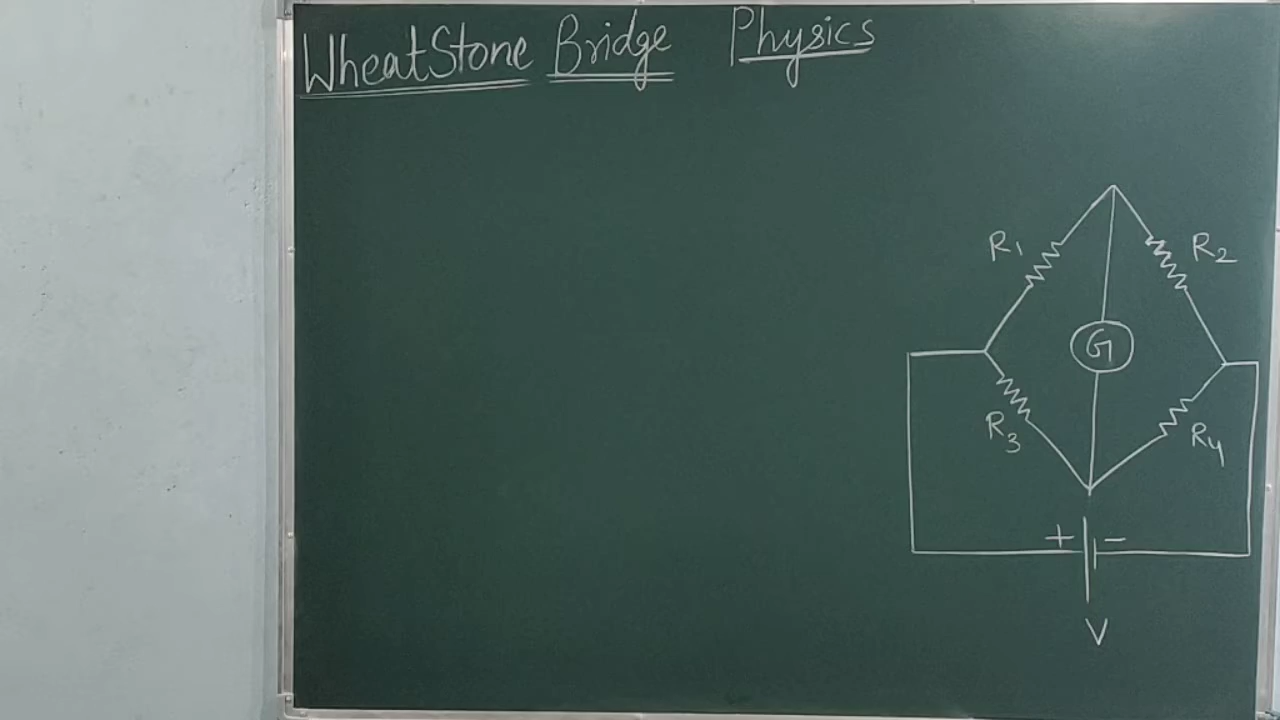 WheatStone Bridge Physics
R1
R2
G
R3
R4
+ -
V